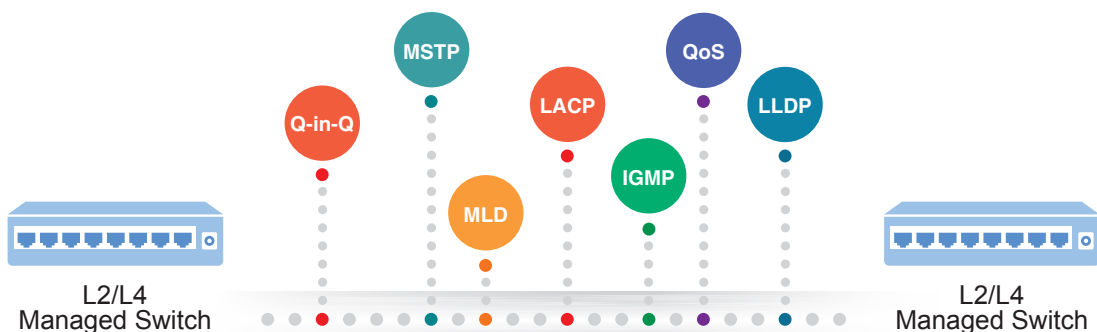 MSTP
QoS
LACP
LLDP
Q-in-Q
IGMP
MLD
L2/L4
Managed Switch
L2/L4
Managed Switch